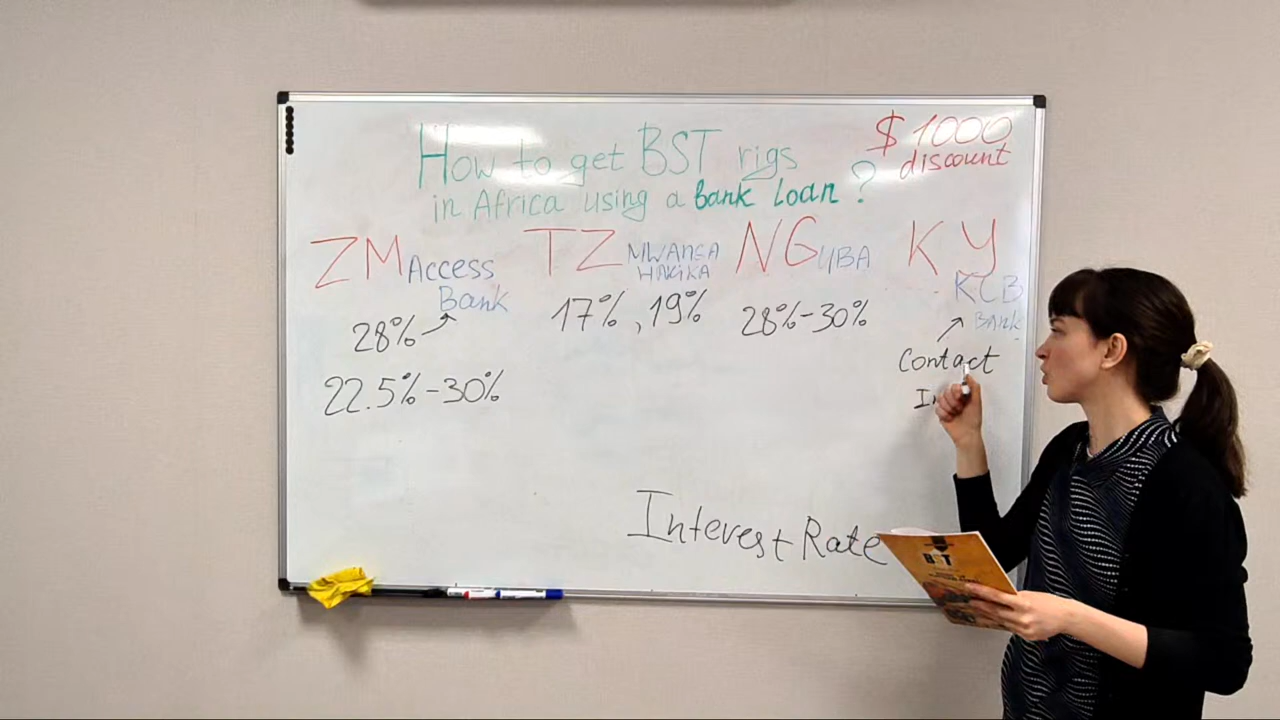 How to get BST rigs
in Africa using a bank loan?
$1000
discount
ZM Access
Bank
28%
22.5%-30%
TZ MWANGA
HAKIKA
17%, 19%
NG UBA
28%-30%
KY
KCB
BANK
Contact
Interest Rate
BST